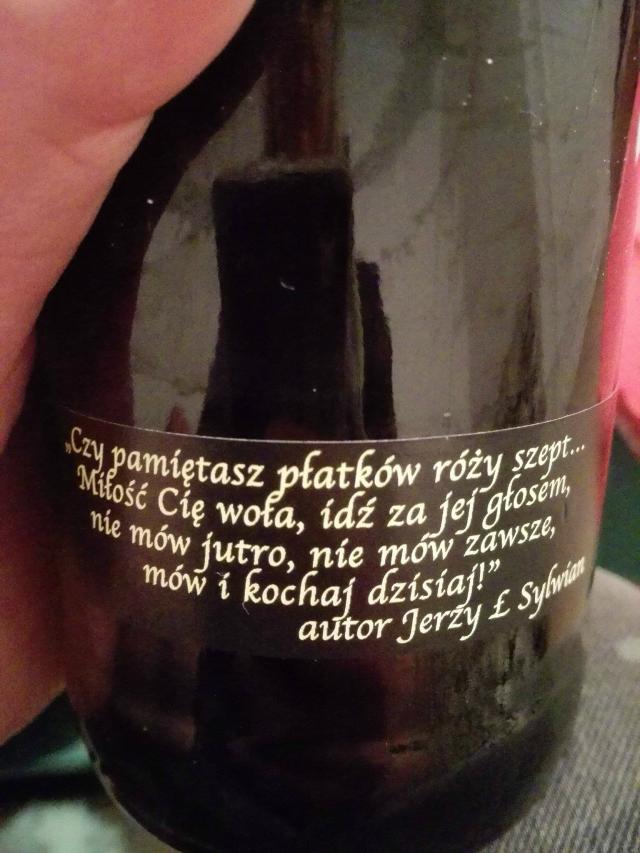 „Czy pamiętasz płatków róży szept...
Miłość Cię woła, idź za jej głosem,
nie mów jutro, nie mów zawsze,
mów i kochaj dzisiaj!”
autor Jerzy Ł Sylwian